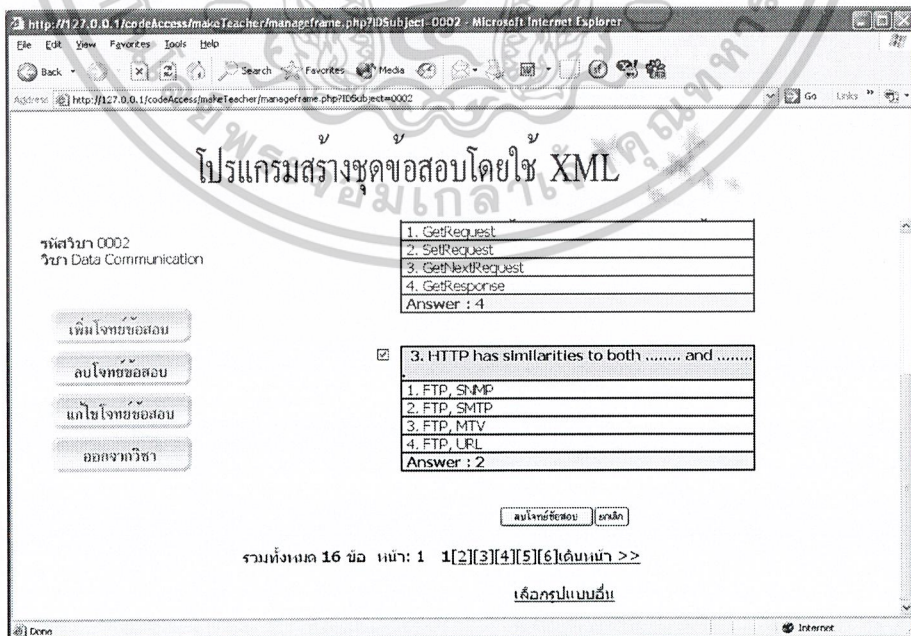 http://127.0.0.1/codeAccess/makeTeacher/manageframe.php?IDSubject=0002 - Microsoft Internet Explorer
File Edit View Favorites Tools Help
Back Search Favorites Media
Address http://127.0.0.1/codeAccess/makeTeacher/manageframe.php?IDSubject=0002 Go Links
โปรแกรมสร้างชุดข้อสอบโดยใช้ XML
รหัสวิชา 0002
วิชา Data Communication
เพิ่มโจทย์ข้อสอบ
ลบโจทย์ข้อสอบ
แก้ไขโจทย์ข้อสอบ
ออกจากวิชา
1. GetRequest
2. SetRequest
3. GetNextRequest
4. GetResponse
Answer : 4
3. HTTP has similarities to both ........ and ........
.
1. FTP, SNMP
2. FTP, SMTP
3. FTP, MTV
4. FTP, URL
Answer : 2
ลบโจทย์ข้อสอบ ยกเลิก
รวมทั้งหมด 16 ข้อ หน้า: 1 1[2][3][4][5][6]เดินหน้า >>
เลือกรูปแบบอื่น
Done Internet